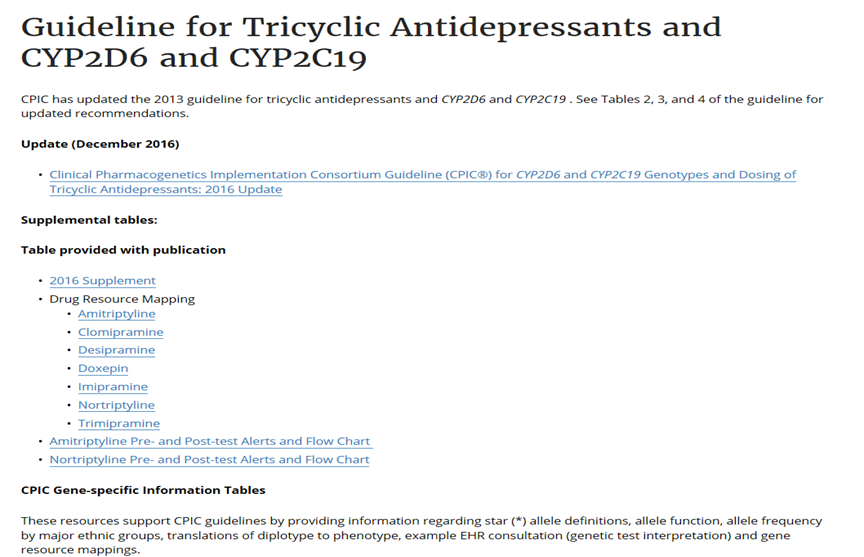 Guideline for Tricyclic Antidepressants and
CYP2D6 and CYP2C19
CPIC has updated the 2013 guideline for tricyclic antidepressants and CYP2D6 and CYP2C19 . See Tables 2, 3, and 4 of the guideline for
updated recommendations.
Update (December 2016)
• Clinical Pharmacogenetics Implementation Consortium Guideline (CPIC®) for CYP2D6 and CYP2C19 Genotypes and Dosing of
Tricyclic Antidepressants: 2016 Update
Supplemental tables:
Table provided with publication
• 2016 Supplement
• Drug Resource Mapping
• Amitriptyline
• Clomipramine
• Desipramine
• Doxepin
• Imipramine
• Nortriptyline
• Trimipramine
• Amitriptyline Pre- and Post-test Alerts and Flow Chart
• Nortriptyline Pre- and Post-test Alerts and Flow Chart
CPIC Gene-specific Information Tables
These resources support CPIC guidelines by providing information regarding star (*) allele definitions, allele function, allele frequency
by major ethnic groups, translations of diplotype to phenotype, example EHR consultation (genetic test interpretation) and gene
resource mappings.